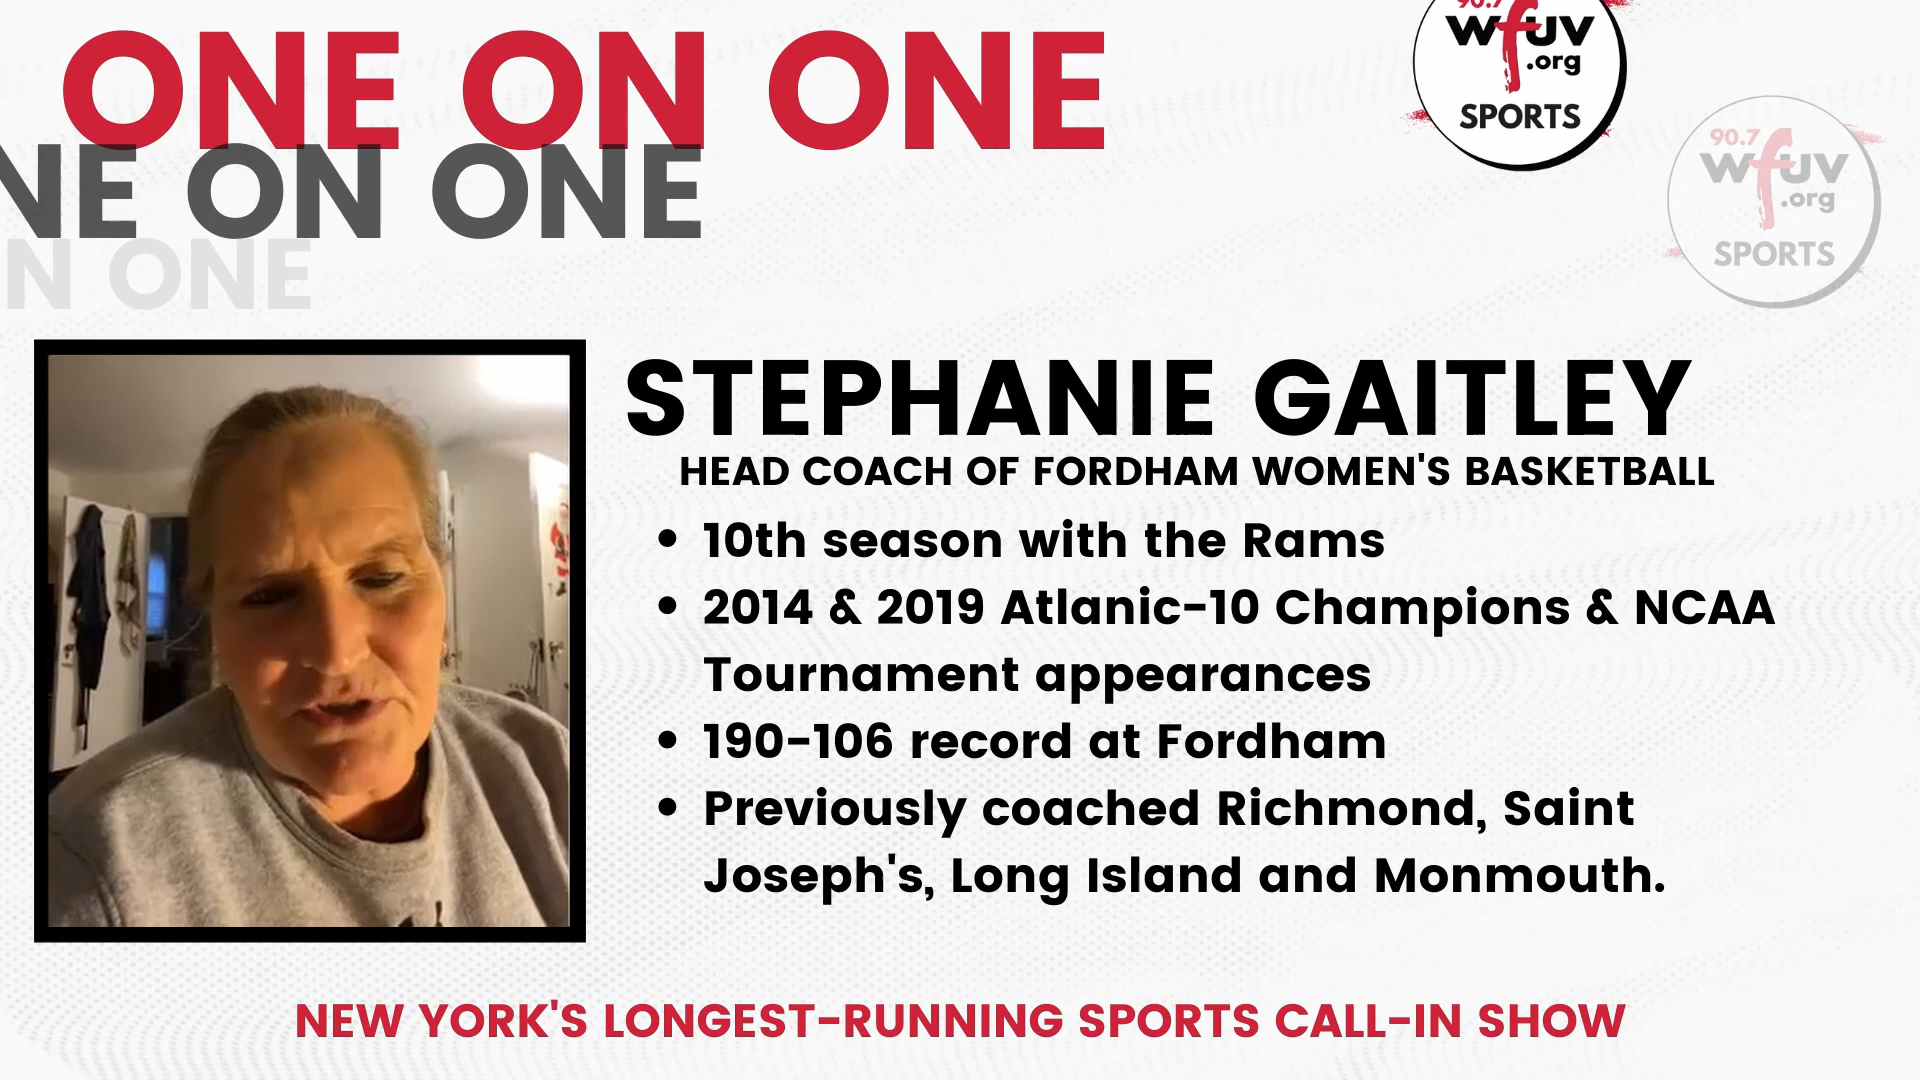 ONE ON ONE
NE ON ONE
N ONE
90.7
wfuv
.org
SPORTS
90.7
wfuv
.org
SPORTS
STEPHANIE GAITLEY
HEAD COACH OF FORDHAM WOMEN'S BASKETBALL
• 10th season with the Rams
• 2014 & 2019 Atlanic-10 Champions & NCAA
Tournament appearances
• 190-106 record at Fordham
• Previously coached Richmond, Saint
Joseph's, Long Island and Monmouth.
NEW YORK'S LONGEST-RUNNING SPORTS CALL-IN SHOW